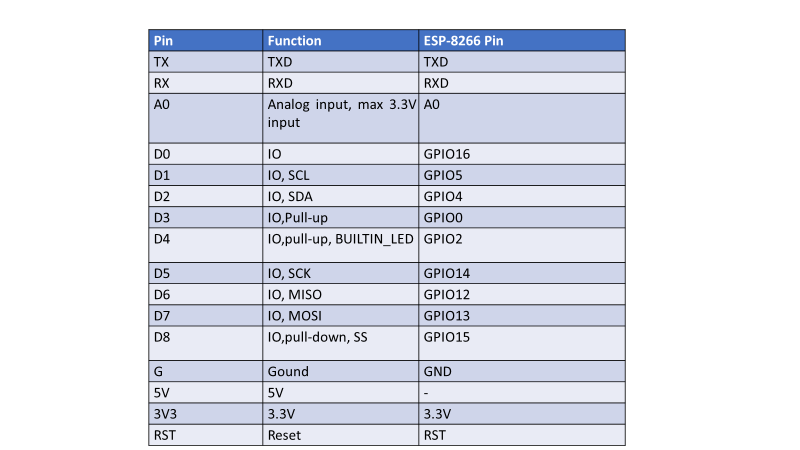 Pin Function ESP-8266 Pin
TX TXD TXD
RX RXD RXD
A0 Analog input, max 3.3V A0
input
D0 IO GPIO16
D1 IO, SCL GPIO5
D2 IO, SDA GPIO4
D3 IO,Pull-up GPIO0
D4 IO,pull-up, BUILTIN_LED GPIO2
D5 IO, SCK GPIO14
D6 IO, MISO GPIO12
D7 IO, MOSI GPIO13
D8 IO,pull-down, SS GPIO15
G Gound GND
5V 5V -
3V3 3.3V 3.3V
RST Reset RST